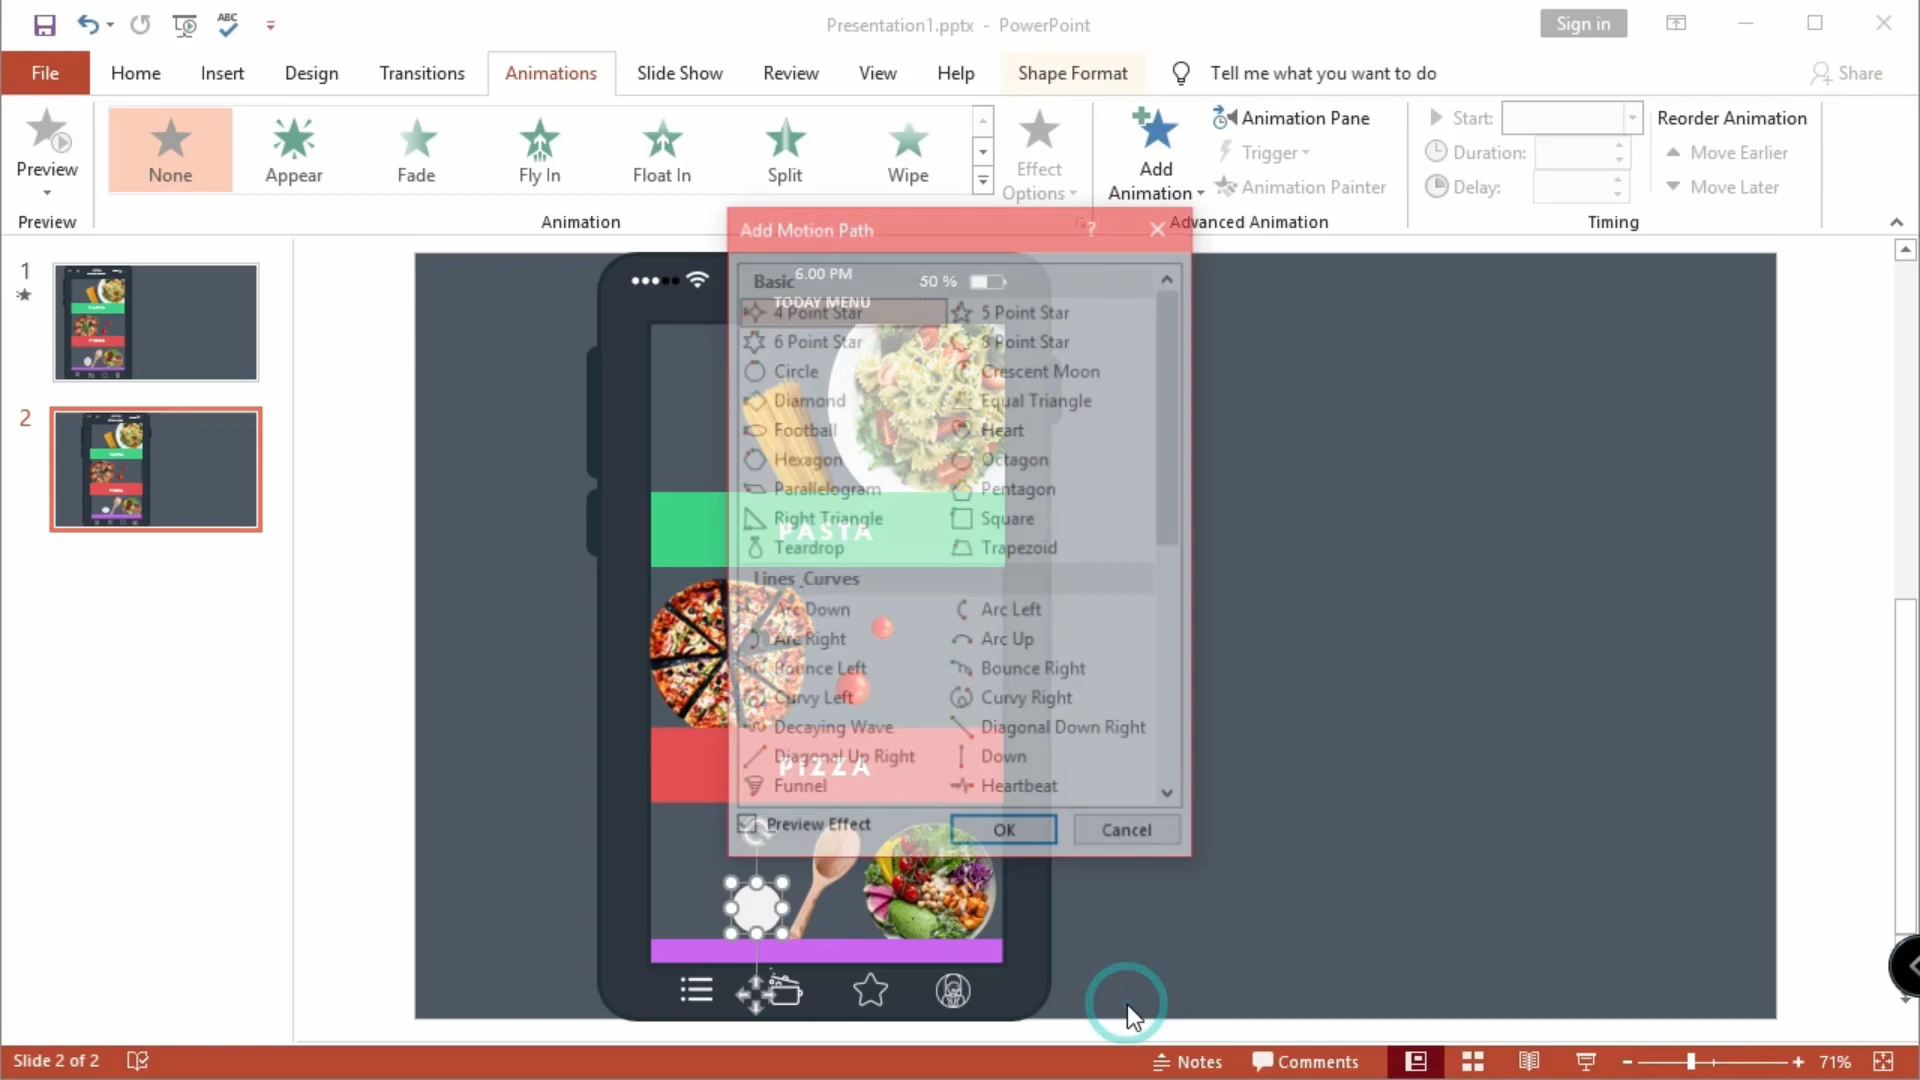 ABC
Presentation1.pptx - PowerPoint
Sign in
File Home Insert Design Transitions Animations Slide Show Review View Help Shape Format Tell me what you want to do Share
Preview
None Appear Fade Fly In Float In Split Wipe
Effect Options
Add Animation
Animation Pane
Trigger
Animation Painter
Start:
Duration:
Delay:
Reorder Animation
Move Earlier
Move Later
Preview Animation Advanced Animation Timing
1
2
Add Motion Path ?
6.00 PM
50 %
TODAY MENU
Basic
4 Point Star 5 Point Star
6 Point Star 8 Point Star
Circle Crescent Moon
Diamond Equal Triangle
Football Heart
Hexagon Octagon
Parallelogram Pentagon
Right Triangle Square
PASTA
Teardrop Trapezoid
Lines_Curves
Arc Down Arc Left
Arc Right Arc Up
Bounce Left Bounce Right
Curvy Left Curvy Right
Decaying Wave Diagonal Down Right
Diagonal Up Right Down
PIZZA
Funnel Heartbeat
Preview Effect OK Cancel
Slide 2 of 2 Notes Comments 71%